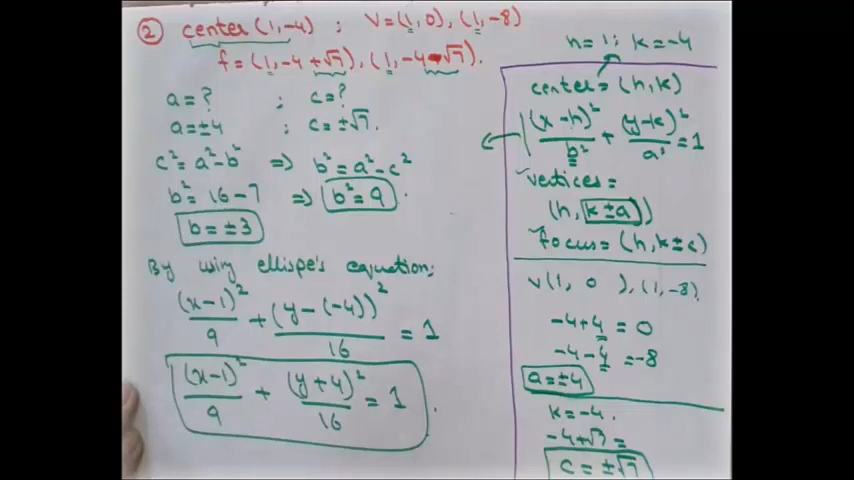 ② center (1,-4) ; V=(1,0), (1,-8)
f=(1,-4+√7), (1,-4-√7).
a=? ; c=?
a=±4 ; c=±√7.
c²=a²-b² ⇒ b²=a²-c²
b²=16-7 ⇒ b²=9.
b=±3
By using ellispe's equation;
(x-1)²/9 + (y-(-4))²/16 = 1
(x-1)²/9 + (y+4)²/16 = 1.
h=1; k=-4
center=(h,k)
(x-h)²/b² + (y-k)²/a² = 1
vertices=
(h, k±a)
focus=(h,k±c)
V(1, 0), (1,-8).
-4+4=0
-4-4=-8
a=±4
k=-4.
-4+√7=
c=±√7